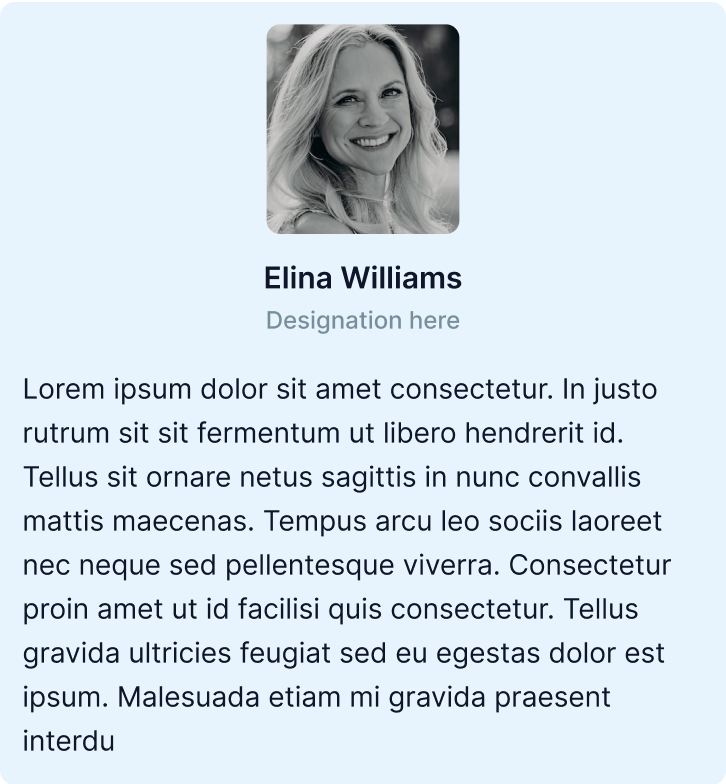 Elina Williams
Designation here
Lorem ipsum dolor sit amet consectetur. In justo
rutrum sit sit fermentum ut libero hendrerit id.
Tellus sit ornare netus sagittis in nunc convallis
mattis maecenas. Tempus arcu leo sociis laoreet
nec neque sed pellentesque viverra. Consectetur
proin amet ut id facilisi quis consectetur. Tellus
gravida ultricies feugiat sed eu egestas dolor est
ipsum. Malesuada etiam mi gravida praesent
interdu